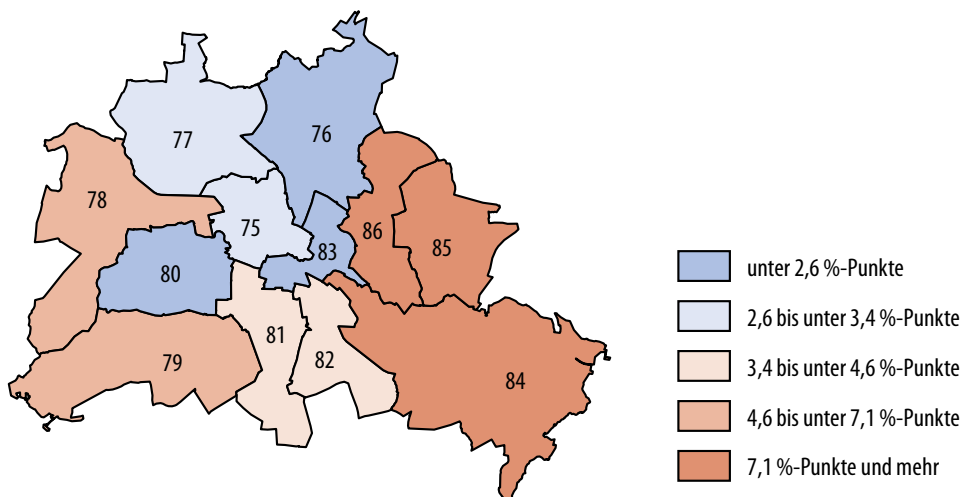 76
77
78
75
86
83
85
80
81
82
79
84
unter 2,6 %-Punkte
2,6 bis unter 3,4 %-Punkte
3,4 bis unter 4,6 %-Punkte
4,6 bis unter 7,1 %-Punkte
7,1 %-Punkte und mehr